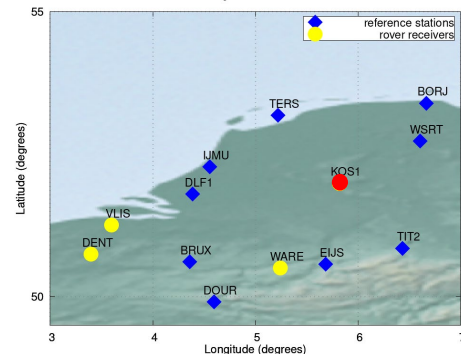 55
reference stations
rover receivers
BORJ
TERS
WSRT
IJMU
KOS1
DLF1
VLIS
DENT
BRUX
WARE
EIJS
TIT2
DOUR
50
Latitude (degrees)
3 4 5 6 7
Longitude (degrees)